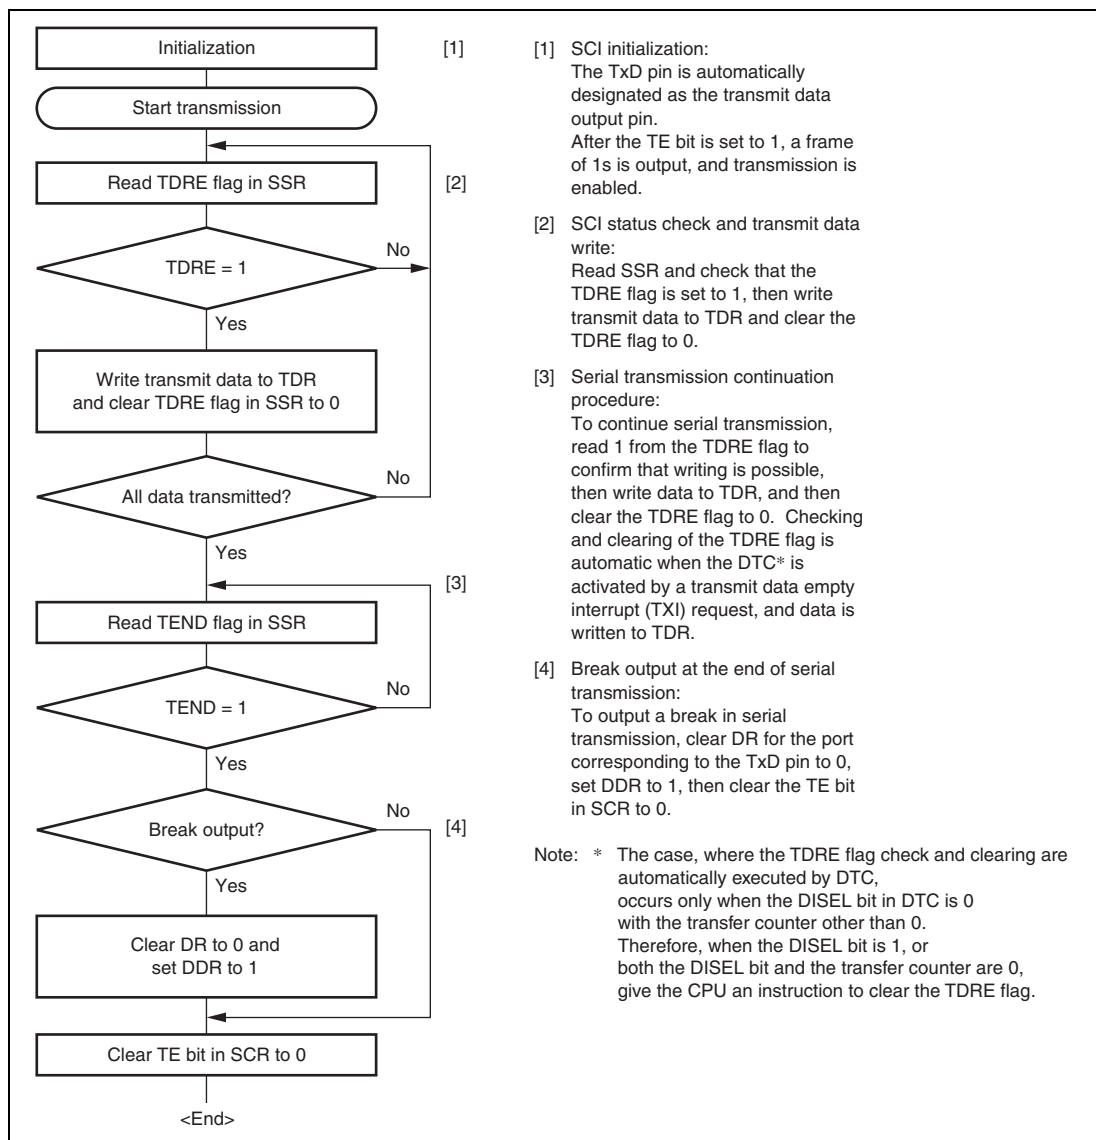 Initialization
[1]
Start transmission
Read TDRE flag in SSR
[2]
TDRE = 1
No
Yes
Write transmit data to TDR
and clear TDRE flag in SSR to 0
All data transmitted?
No
Yes
[3]
Read TEND flag in SSR
TEND = 1
No
Yes
Break output?
No
[4]
Yes
Clear DR to 0 and
set DDR to 1
Clear TE bit in SCR to 0
<End>
[1] SCI initialization:
The TxD pin is automatically
designated as the transmit data
output pin.
After the TE bit is set to 1, a frame
of 1s is output, and transmission is
enabled.
[2] SCI status check and transmit data
write:
Read SSR and check that the
TDRE flag is set to 1, then write
transmit data to TDR and clear the
TDRE flag to 0.
[3] Serial transmission continuation
procedure:
To continue serial transmission,
read 1 from the TDRE flag to
confirm that writing is possible,
then write data to TDR, and then
clear the TDRE flag to 0. Checking
and clearing of the TDRE flag is
automatic when the DTC* is
activated by a transmit data empty
interrupt (TXI) request, and data is
written to TDR.
[4] Break output at the end of serial
transmission:
To output a break in serial
transmission, clear DR for the port
corresponding to the TxD pin to 0,
set DDR to 1, then clear the TE bit
in SCR to 0.
Note: * The case, where the TDRE flag check and clearing are
automatically executed by DTC,
occurs only when the DISEL bit in DTC is 0
with the transfer counter other than 0.
Therefore, when the DISEL bit is 1, or
both the DISEL bit and the transfer counter are 0,
give the CPU an instruction to clear the TDRE flag.